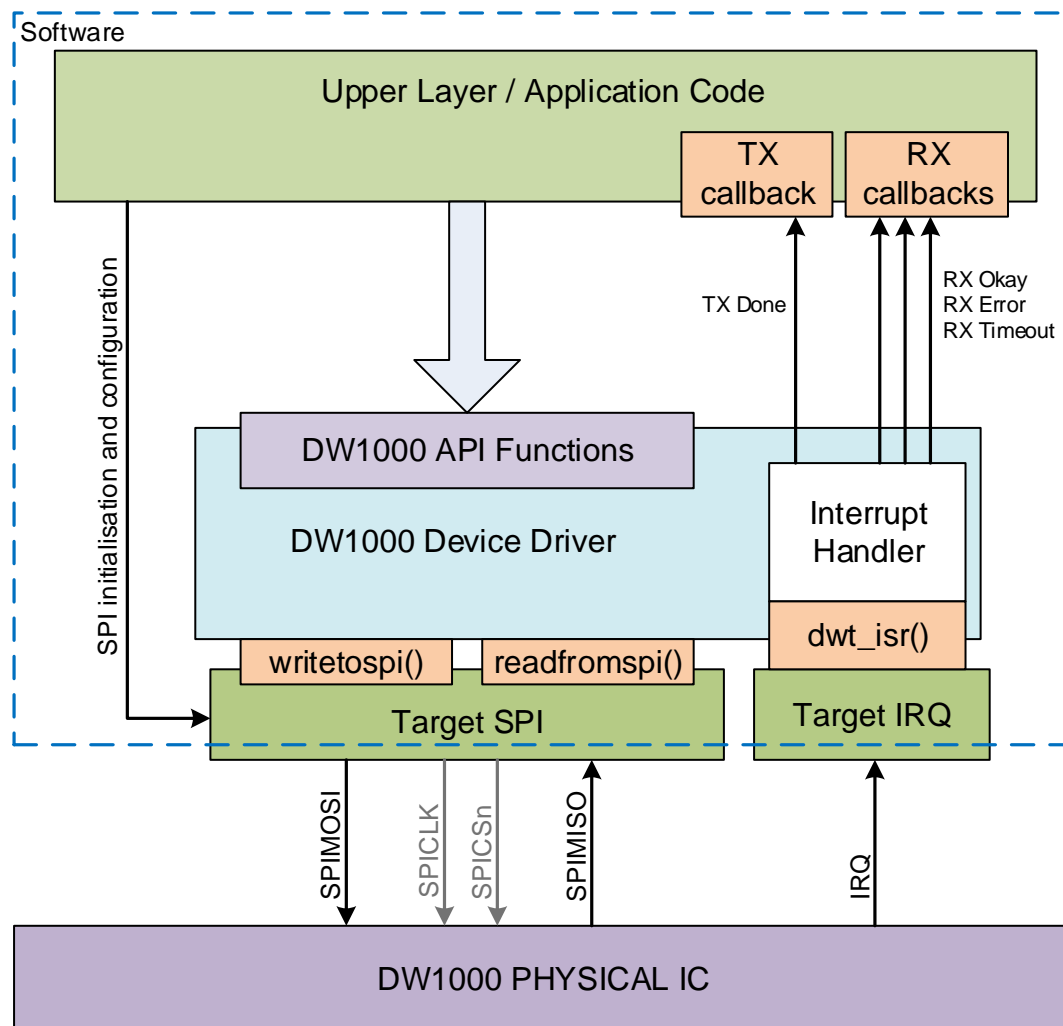 Software
Upper Layer / Application Code
TX
callback
RX
callbacks
SPI initialisation and configuration
TX Done
RX Okay
RX Error
RX Timeout
DW1000 API Functions
DW1000 Device Driver
Interrupt
Handler
writetospi()
readfromspi()
dwt_isr()
Target SPI
Target IRQ
SPIMOSI
SPICLK
SPICSn
SPIMISO
IRQ
DW1000 PHYSICAL IC